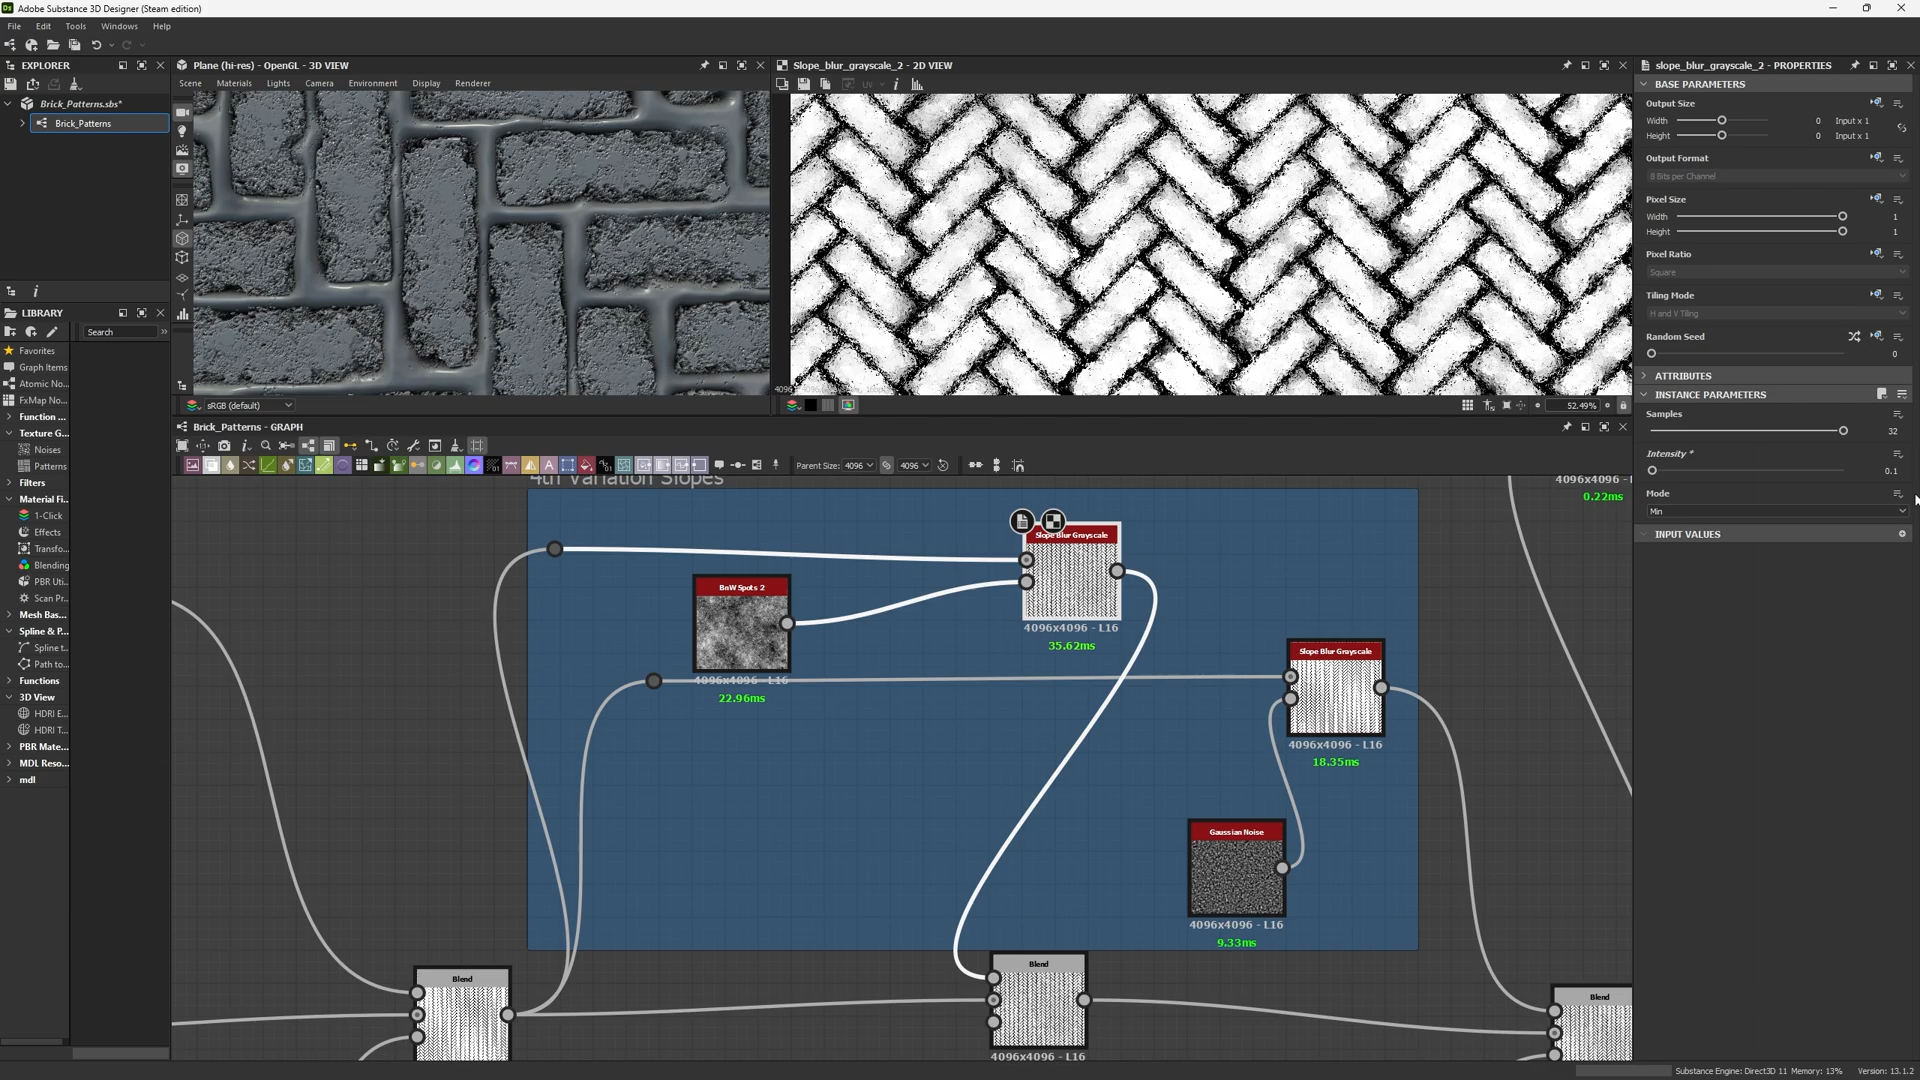 Adobe Substance 3D Designer (Steam edition)
File Edit Tools Windows Help
EXPLORER
Brick_Patterns.sbs*
Brick_Patterns
LIBRARY
Search
Favorites
Graph Items
Atomic No...
FxMap No...
Function ...
Texture G...
Noises
Patterns
Filters
Material Fi...
1-Click
Effects
Transfo...
Blending
PBR Uti...
Scan Pr...
Mesh Bas...
Spline & P...
Spline t...
Path to...
Functions
3D View
HDRI E...
HDRI T...
PBR Mate...
MDL Reso...
mdl
Plane (hi-res) - OpenGL - 3D VIEW
Scene Materials Lights Camera Environment Display Renderer
sRGB (default)
Slope_blur_grayscale_2 - 2D VIEW
UV
52.49%
Brick_Patterns - GRAPH
Parent Size: 4096 4096
4th Variation Slopes
4096x4096 -
0.22ms
Slope Blur Grayscale
4096x4096 - L16
35.62ms
BnW Spots 2
4096x4096 - L16
22.96ms
Slope Blur Grayscale
4096x4096 - L16
18.35ms
Gaussian Noise
4096x4096 - L16
9.33ms
Blend
Blend
4096x4096 - L16
Blend
slope_blur_grayscale_2 - PROPERTIES
BASE PARAMETERS
Output Size
Width 0 Input x 1
Height 0 Input x 1
Output Format
8 Bits per Channel
Pixel Size
Width 1
Height 1
Pixel Ratio
Square
Tiling Mode
H and V Tiling
Random Seed
0
ATTRIBUTES
INSTANCE PARAMETERS
Samples
32
Intensity *
0.1
Mode
Min
INPUT VALUES
Substance Engine: Direct3D 11 Memory: 13% Version: 13.1.2